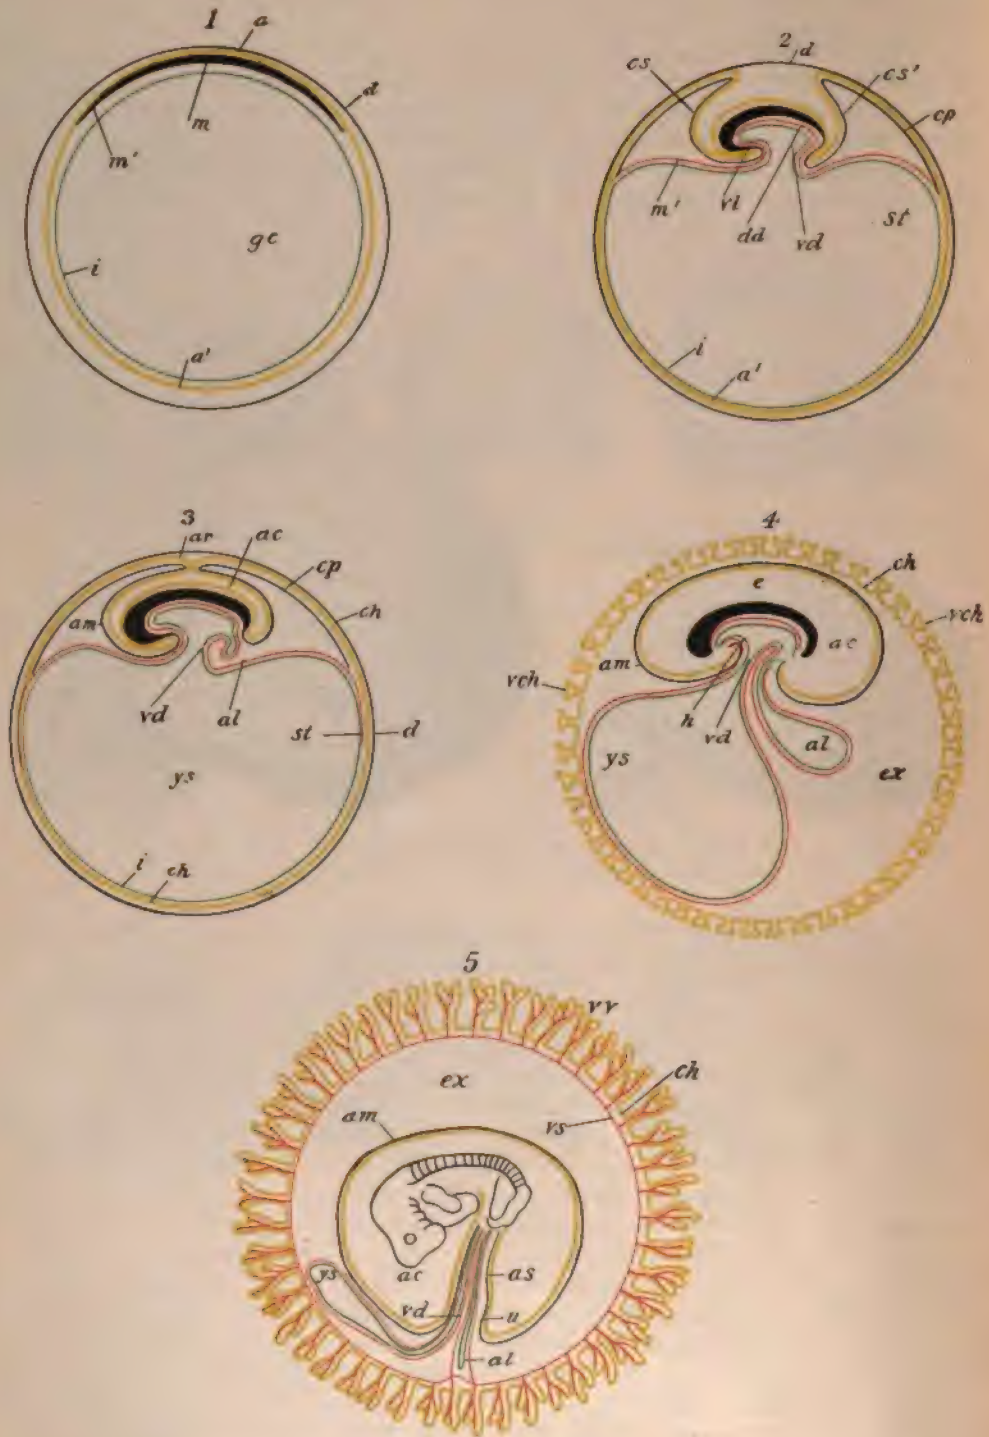 1
a
d
m
m'
gc
i
a'
2
d
cs
cs'
cp
m'
vl
dd
vd
st
i
a'
3
ar
ac
cp
ch
am
vd
al
st
d
ys
i
ch
4
e
ch
vch
am
ac
vch
h
vd
al
ys
ex
5
vv
ex
ch
am
vs
ys
ac
as
vd
u
al